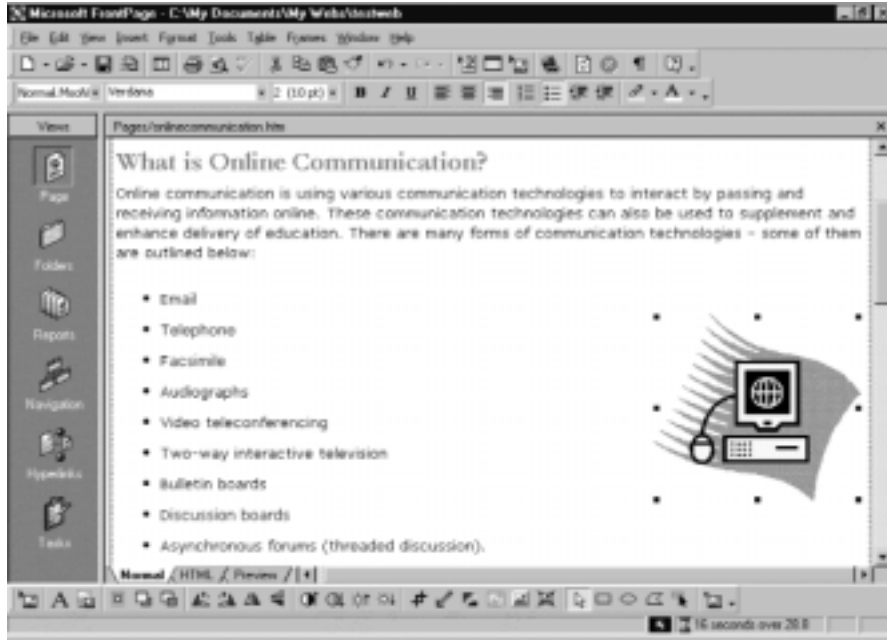 Microsoft FrontPage - C:\My Documents\My Webs\testweb
File Edit View Insert Format Tools Table Frames Window Help
Verdana 2 (10 pt) B I U
Views Pages/onlinecommunication.htm
What is Online Communication?
Page
Online communication is using various communication technologies to interact by passing and
receiving information online. These communication technologies can also be used to supplement and
enhance delivery of education. There are many forms of communication technologies – some of them
are outlined below:
Folders
• Email
• Telephone
Reports
• Facsimile
• Audiographs
Navigation
• Video teleconferencing
• Two-way interactive television
Hyperlinks
• Bulletin boards
• Discussion boards
Tasks
• Asynchronous forums (threaded discussion).
Normal HTML Preview
16 seconds over 28.8